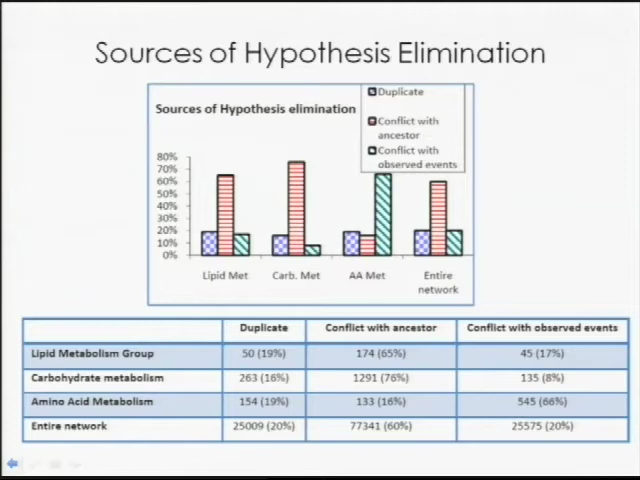 Sources of Hypothesis Elimination
Sources of Hypothesis elimination
Duplicate
Conflict with
ancestor
Conflict with
observed events
80%
70%
60%
50%
40%
30%
20%
10%
0%
Lipid Met Carb. Met AA Met Entire
network
Duplicate Conflict with ancestor Conflict with observed events
Lipid Metabolism Group 50 (19%) 174 (65%) 45 (17%)
Carbohydrate metabolism 263 (16%) 1291 (76%) 135 (8%)
Amino Acid Metabolism 154 (19%) 133 (16%) 545 (66%)
Entire network 25009 (20%) 77341 (60%) 25575 (20%)